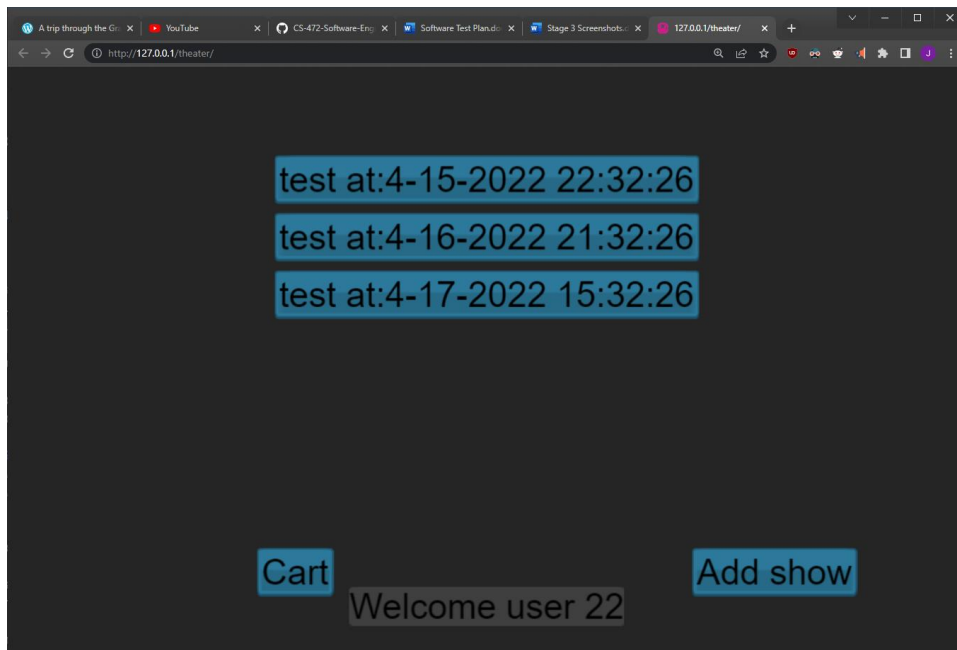 A trip through the Gr
YouTube
CS-472-Software-Eng
Software Test Plan.do
Stage 3 Screenshots.d
127.0.0.1/theater/
http://127.0.0.1/theater/
J
test at:4-15-2022 22:32:26
test at:4-16-2022 21:32:26
test at:4-17-2022 15:32:26
Cart
Add show
Welcome user 22